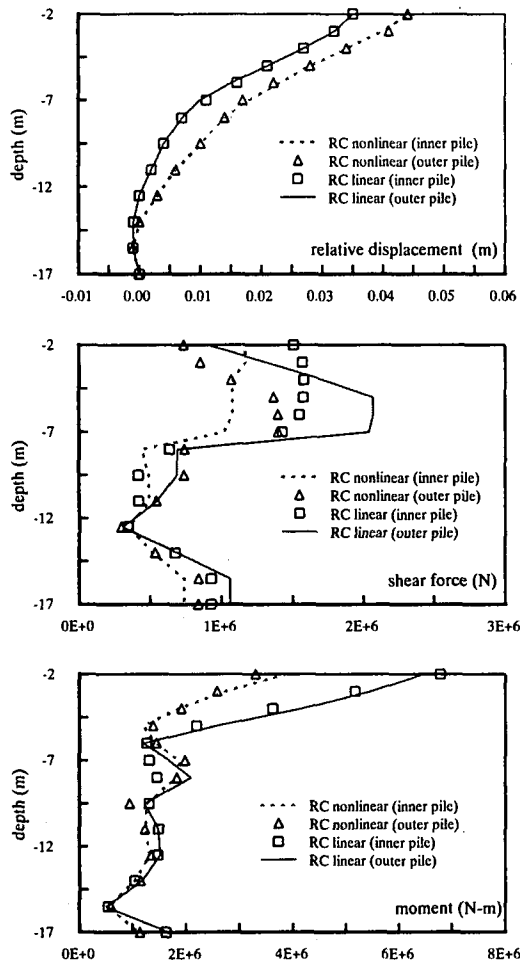 -2
-7
-12
-17
depth (m)
RC nonlinear (inner pile)
RC nonlinear (outer pile)
RC linear (inner pile)
RC linear (outer pile)
relative displacement (m)
-0.01 0.00 0.01 0.02 0.03 0.04 0.05 0.06
-2
-7
-12
-17
depth (m)
RC nonlinear (inner pile)
RC nonlinear (outer pile)
RC linear (inner pile)
RC linear (outer pile)
shear force (N)
0E+0 1E+6 2E+6 3E+6
-2
-7
-12
-17
depth (m)
RC nonlinear (inner pile)
RC nonlinear (outer pile)
RC linear (inner pile)
RC linear (outer pile)
moment (N-m)
0E+0 2E+6 4E+6 6E+6 8E+6